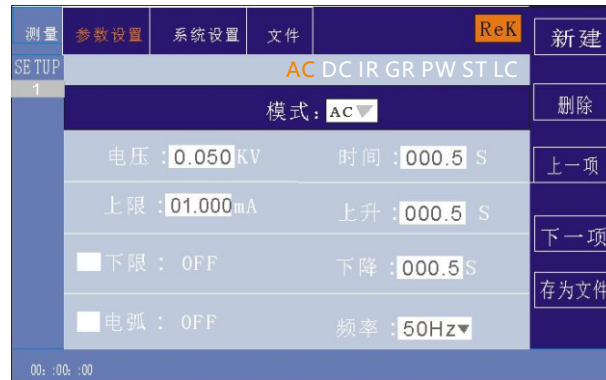 测量 参数设置 系统设置 文件 ReK 新建
SETUP AC DC IR GR PW ST LC
1
模式：AC 删除
电压：0.050KV 时间：000.5 S 上一项
上限：01.000mA 上升：000.5 S
下一项
下限：OFF 下降：000.5S
存为文件
电弧：OFF 频率：50Hz
00：:00：:00